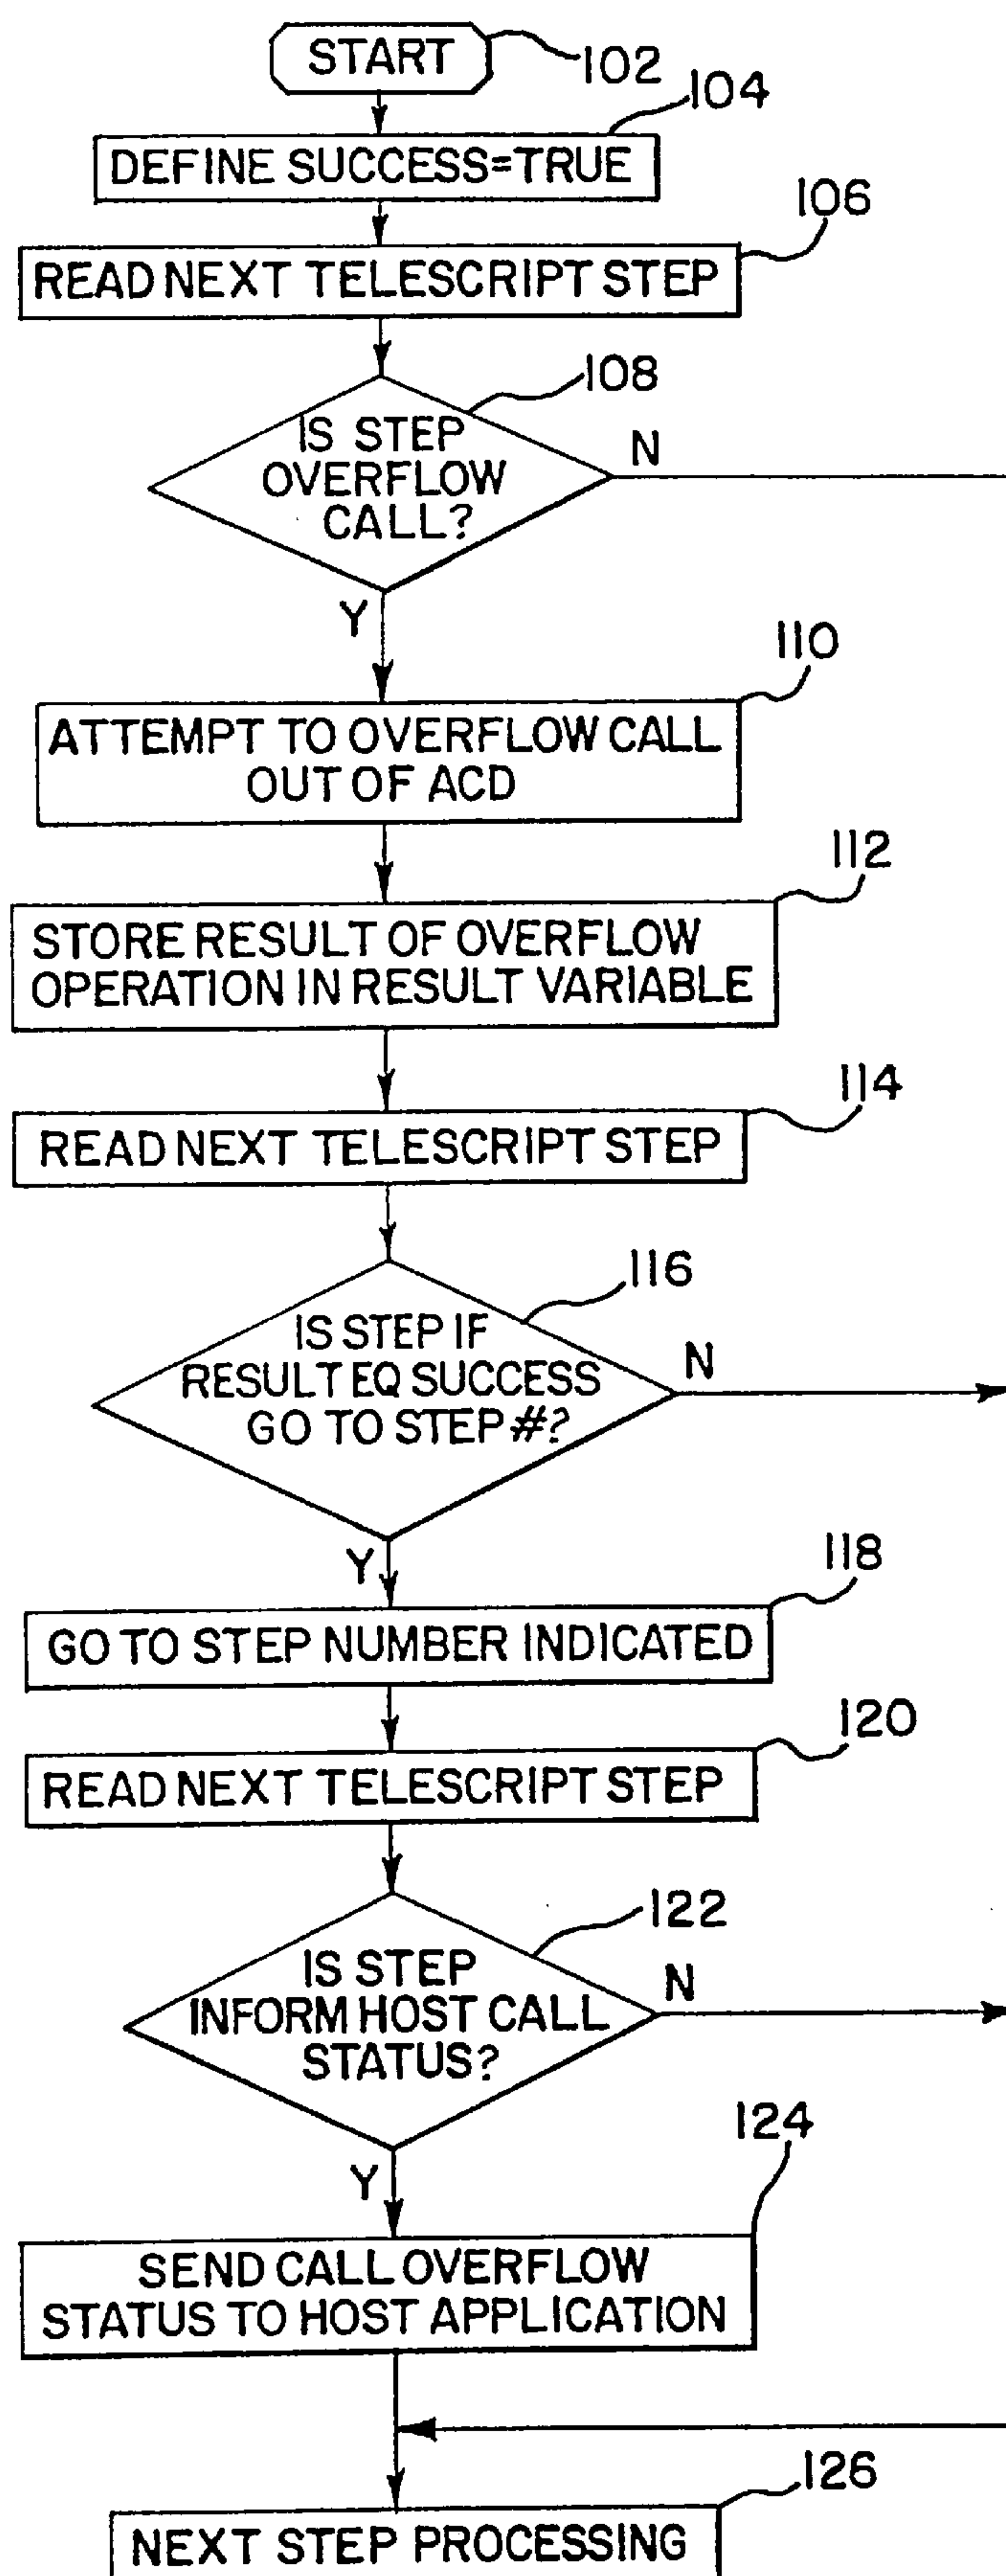 START
102
104
DEFINE SUCCESS=TRUE
106
READ NEXT TELESCRIPT STEP
108
IS STEP
OVERFLOW
CALL?
N
Y
110
ATTEMPT TO OVERFLOW CALL
OUT OF ACD
112
STORE RESULT OF OVERFLOW
OPERATION IN RESULT VARIABLE
114
READ NEXT TELESCRIPT STEP
116
IS STEP IF
RESULT EQ SUCCESS
GO TO STEP #?
N
Y
118
GO TO STEP NUMBER INDICATED
120
READ NEXT TELESCRIPT STEP
122
IS STEP
INFORM HOST CALL
STATUS?
N
Y
124
SEND CALL OVERFLOW
STATUS TO HOST APPLICATION
126
NEXT STEP PROCESSING